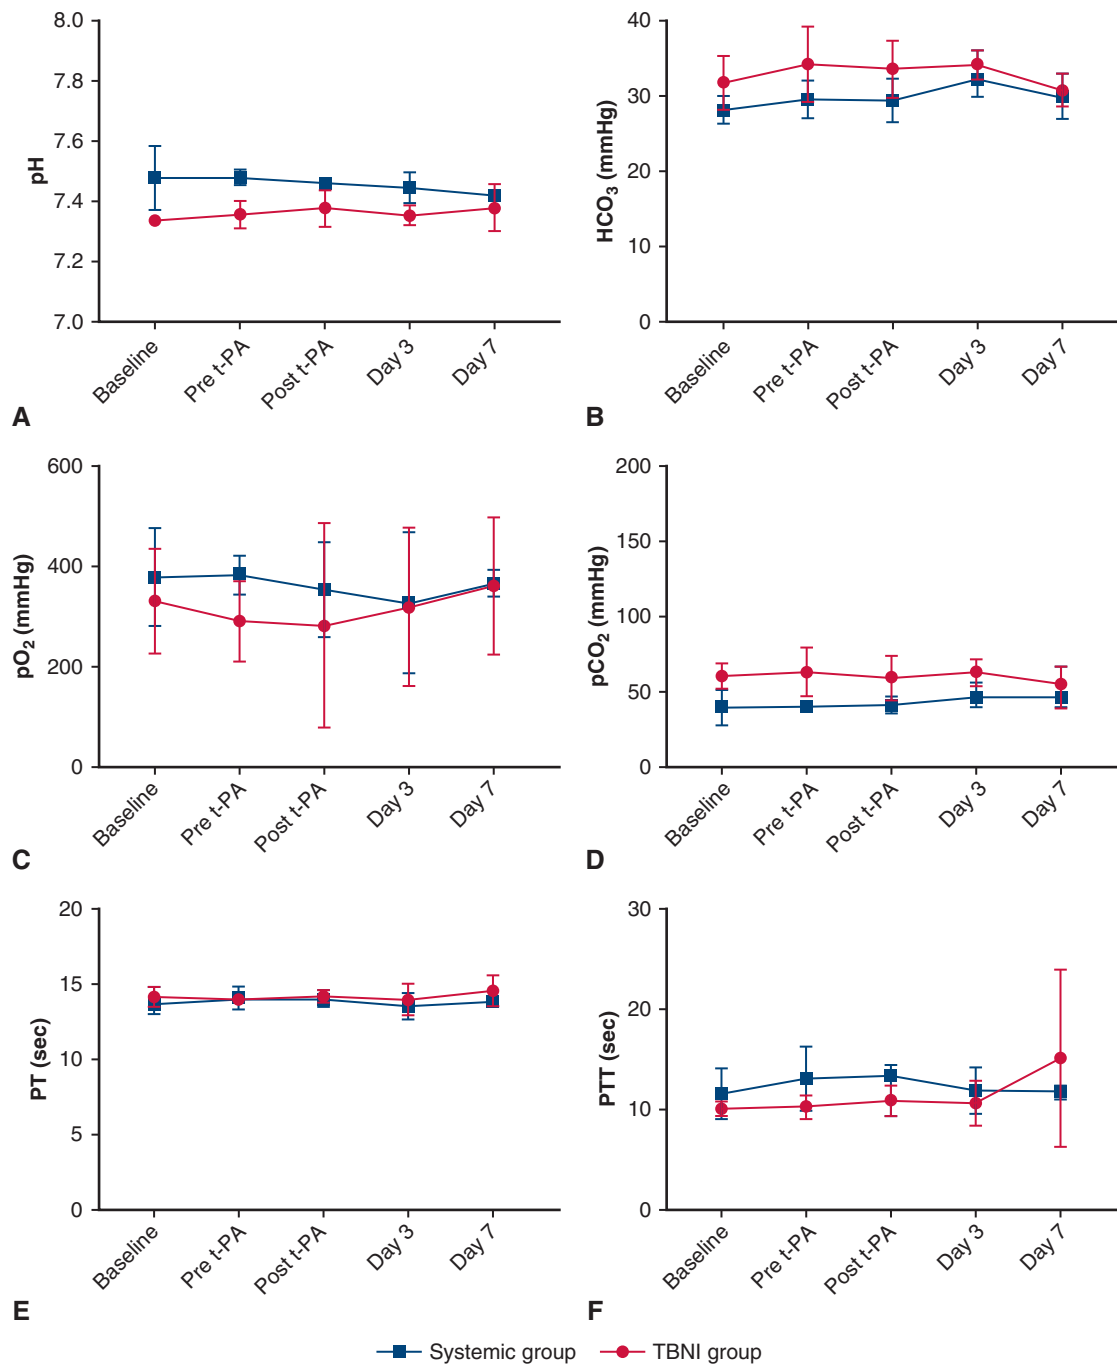 8.0
7.8
7.6
7.4
7.2
7.0
pH
Baseline
Pre t-PA
Post t-PA
Day 3
Day 7
A
40
30
20
10
0
HCO3 (mmHg)
Baseline
Pre t-PA
Post t-PA
Day 3
Day 7
B
600
400
200
0
pO2 (mmHg)
Baseline
Pre t-PA
Post t-PA
Day 3
Day 7
C
200
150
100
50
0
pCO2 (mmHg)
Baseline
Pre t-PA
Post t-PA
Day 3
Day 7
D
20
15
10
5
0
PT (sec)
Baseline
Pre t-PA
Post t-PA
Day 3
Day 7
E
30
20
10
0
PTT (sec)
Baseline
Pre t-PA
Post t-PA
Day 3
Day 7
F
Systemic group
TBNI group